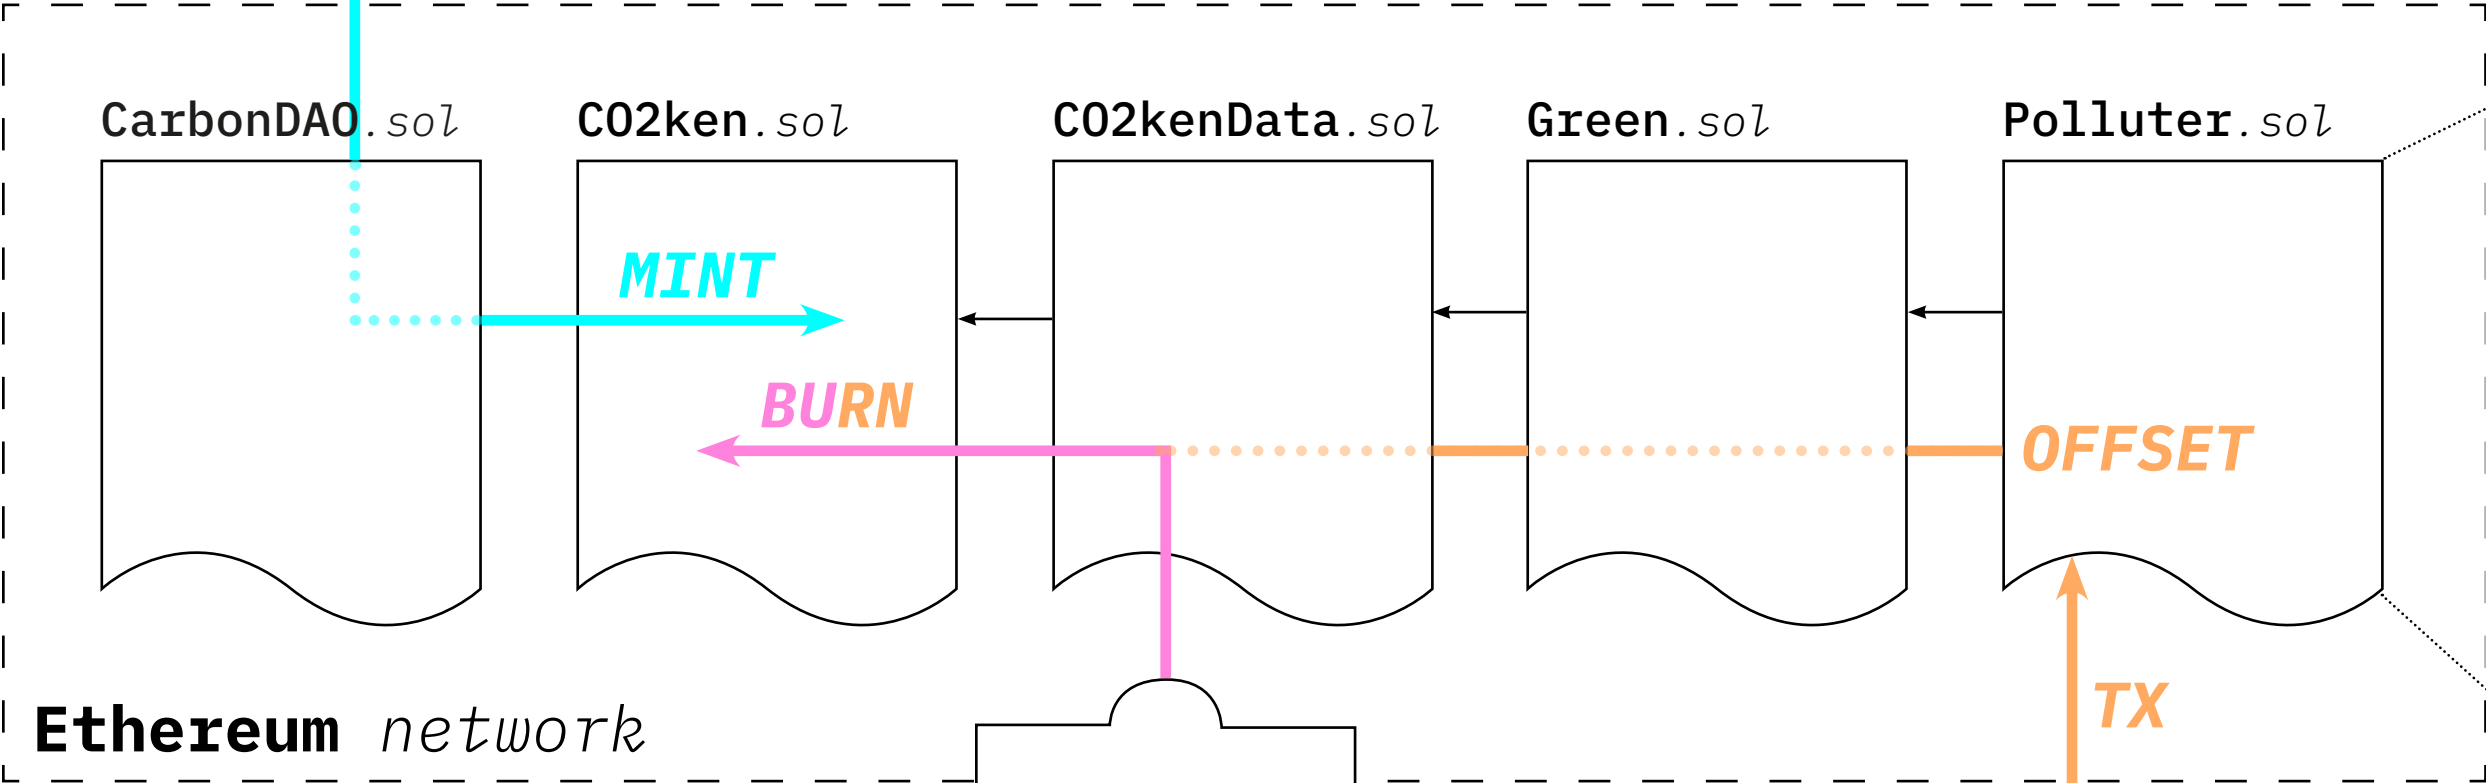 CarbonDAO.sol
CO2ken.sol
CO2kenData.sol
Green.sol
Polluter.sol
MINT
BURN
OFFSET
TX
Ethereum network